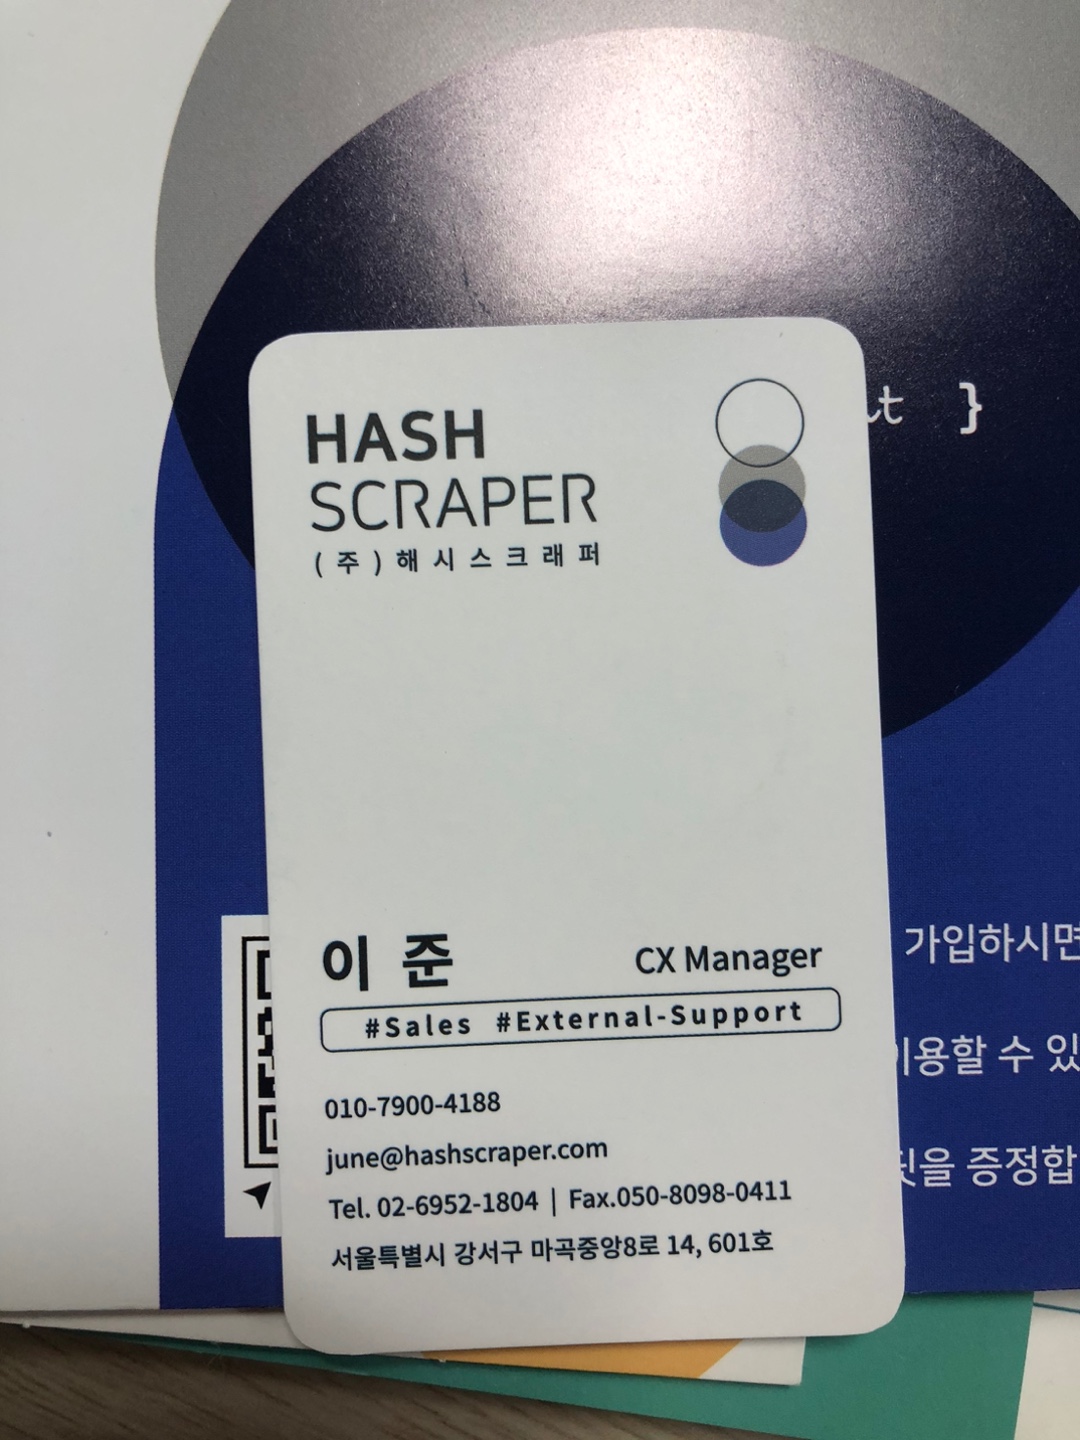 HASH
SCRAPER
(주)해시스크래퍼
}
이 준
CX Manager
#Sales #External-Support
010-7900-4188
june@hashscraper.com
Tel. 02-6952-1804 | Fax.050-8098-0411
서울특별시 강서구 마곡중앙8로 14, 601호
가입하시면
이용할 수 있
증정합